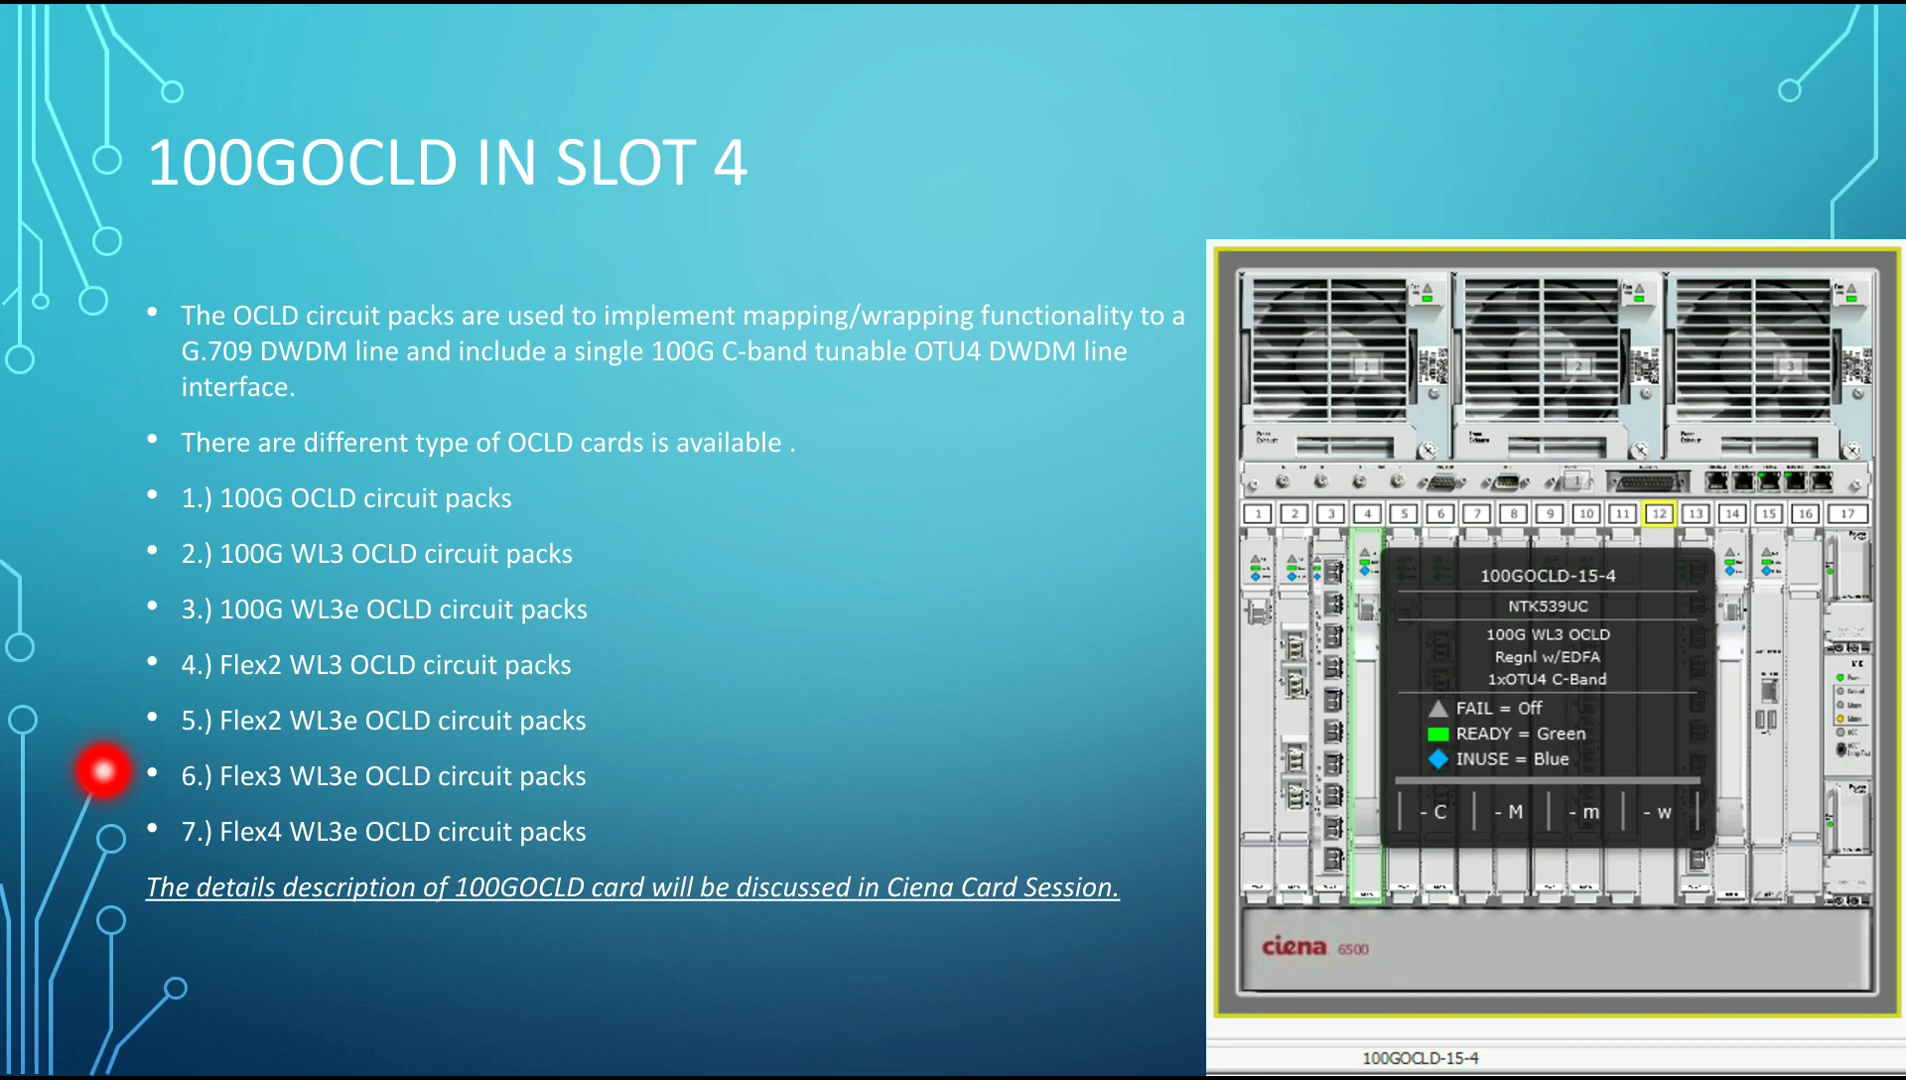 100GOCLD IN SLOT 4
• The OCLD circuit packs are used to implement mapping/wrapping functionality to a
G.709 DWDM line and include a single 100G C-band tunable OTU4 DWDM line
interface.
• There are different type of OCLD cards is available .
• 1.) 100G OCLD circuit packs
• 2.) 100G WL3 OCLD circuit packs
• 3.) 100G WL3e OCLD circuit packs
• 4.) Flex2 WL3 OCLD circuit packs
• 5.) Flex2 WL3e OCLD circuit packs
• 6.) Flex3 WL3e OCLD circuit packs
• 7.) Flex4 WL3e OCLD circuit packs
The details description of 100GOCLD card will be discussed in Ciena Card Session.
1 2 3
1
1 2 3 4 5 6 7 8 9 10 11 12 13 14 15 16 17
100GOCLD-15-4
NTK539UC
100G WL3 OCLD
Regnl w/EDFA
1xOTU4 C-Band
FAIL = Off
READY = Green
INUSE = Blue
- C - M - m - w
ciena 6500
100GOCLD-15-4